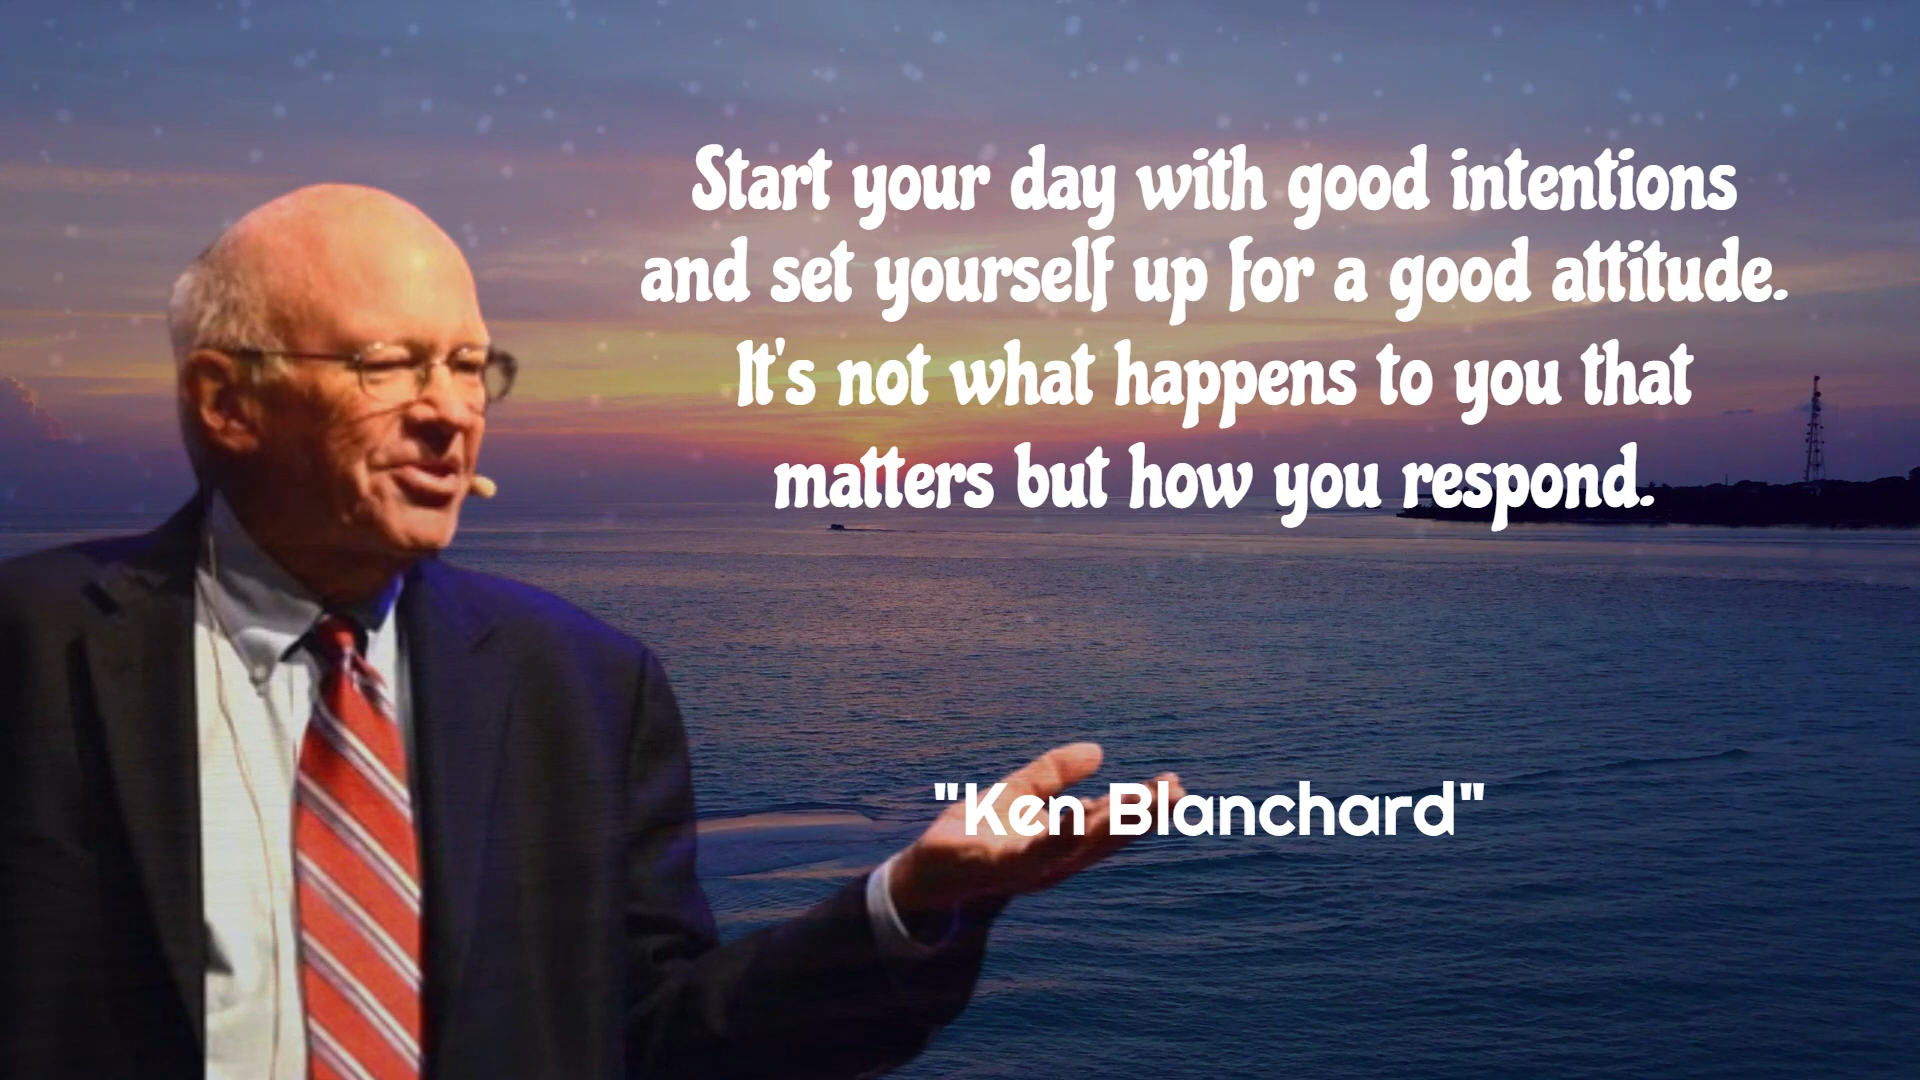 Start your day with good intentions
and set yourself up for a good attitude.
It's not what happens to you that
matters but how you respond.
"Ken Blanchard"